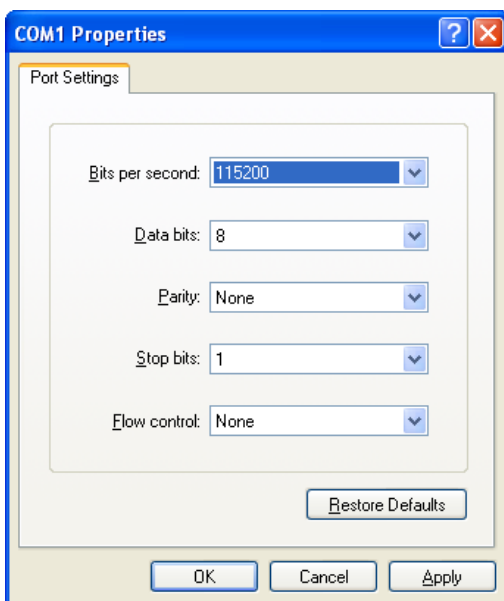 COM1 Properties
Port Settings
Bits per second: 115200
Data bits: 8
Parity: None
Stop bits: 1
Flow control: None
Restore Defaults
OK Cancel Apply